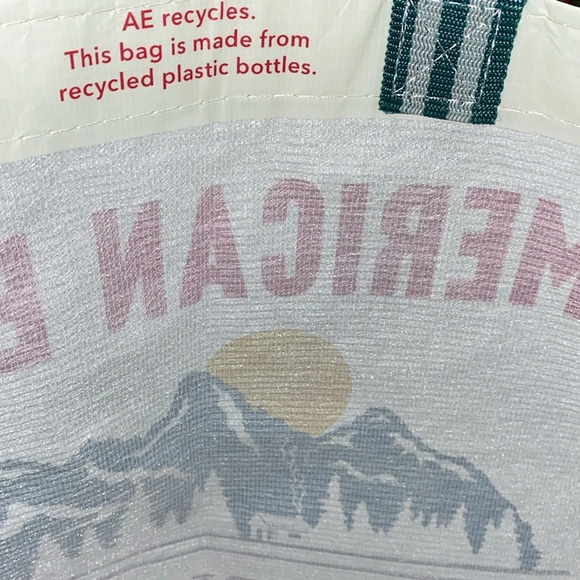 AE recycles.
This bag is made from
recycled plastic bottles.
MERICAN E